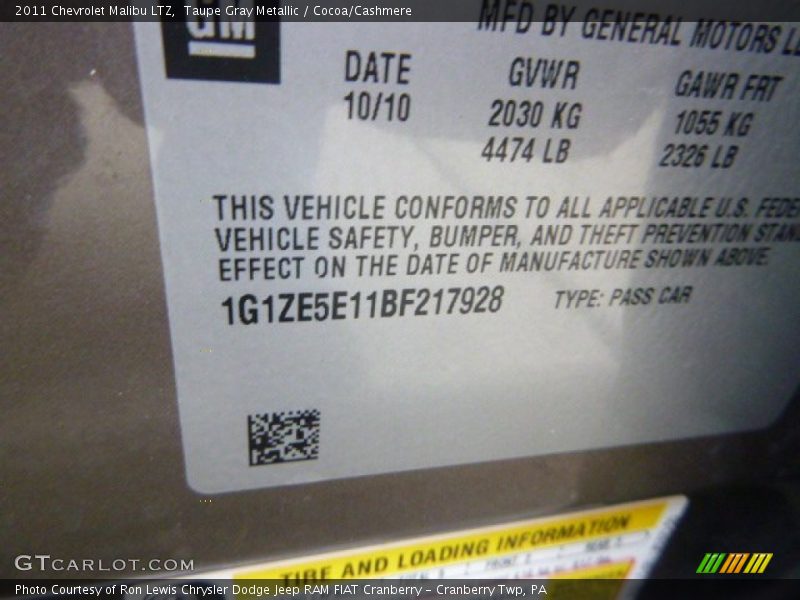 2011 Chevrolet Malibu LTZ, Taupe Gray Metallic / Cocoa/Cashmere
GM
MFD BY GENERAL MOTORS LL
DATE GVWR GAWR FRT
10/10 2030 KG 1055 KG
4474 LB 2326 LB
THIS VEHICLE CONFORMS TO ALL APPLICABLE U.S. FEDE
VEHICLE SAFETY, BUMPER, AND THEFT PREVENTION STAN
EFFECT ON THE DATE OF MANUFACTURE SHOWN ABOVE.
1G1ZE5E11BF217928 TYPE: PASS CAR
TIRE AND LOADING INFORMATION
GTCARLOT.COM
Photo Courtesy of Ron Lewis Chrysler Dodge Jeep RAM FIAT Cranberry - Cranberry Twp, PA